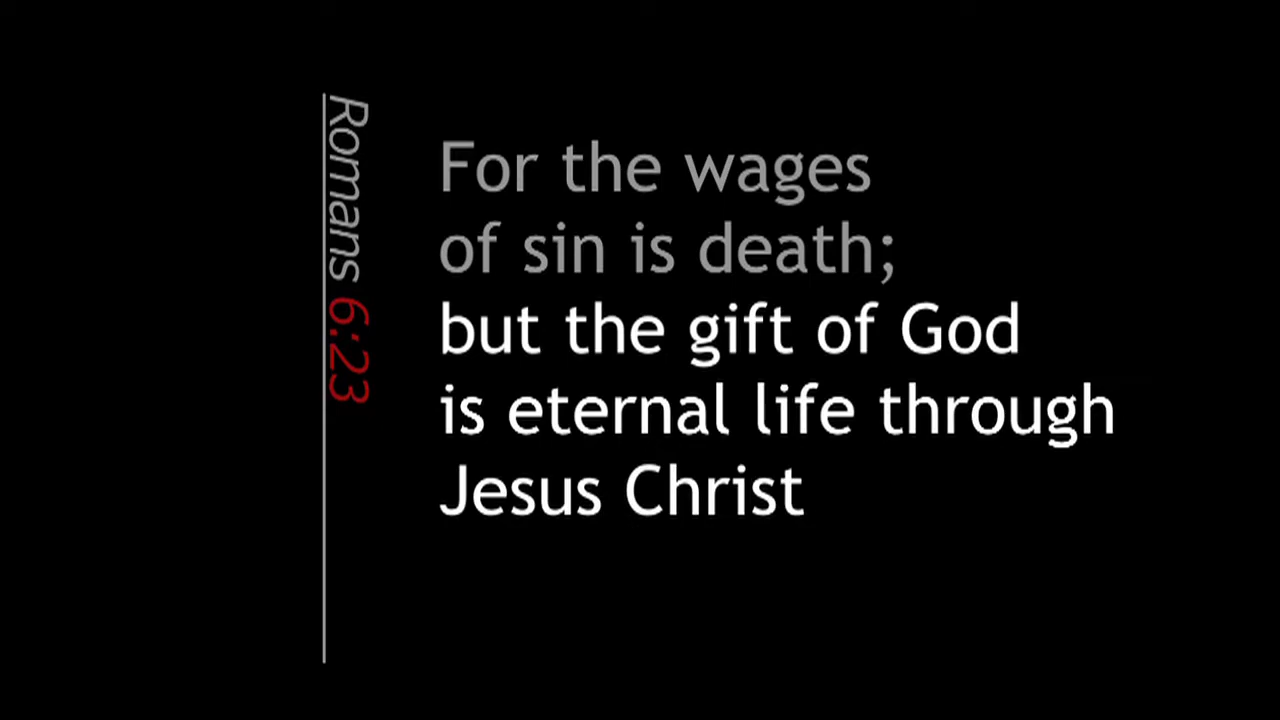 Romans 6:23
For the wages
of sin is death;
but the gift of God
is eternal life through
Jesus Christ